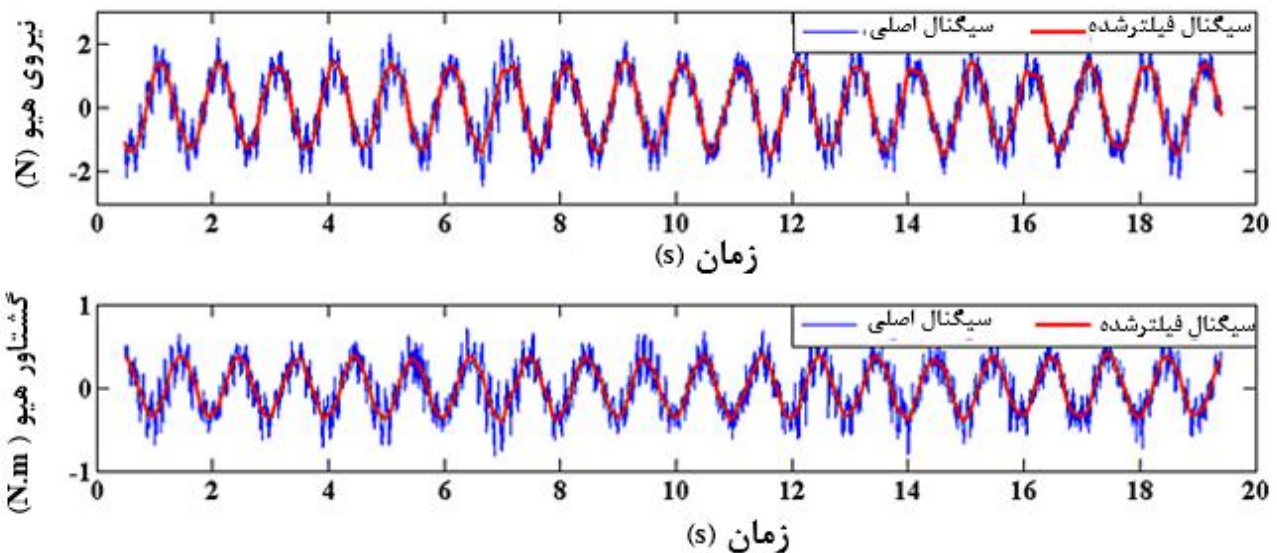 سیگنال اصلی، سیگنال فیلترشده
نیروی هیو (N)
2
0
-2
0 2 4 6 8 10 12 14 16 18 20
زمان (s)
سیگنال اصلی سیگنال فیلترشده
گشتاور هیو (N.m)
1
0
-1
0 2 4 6 8 10 12 14 16 18 20
زمان (s)